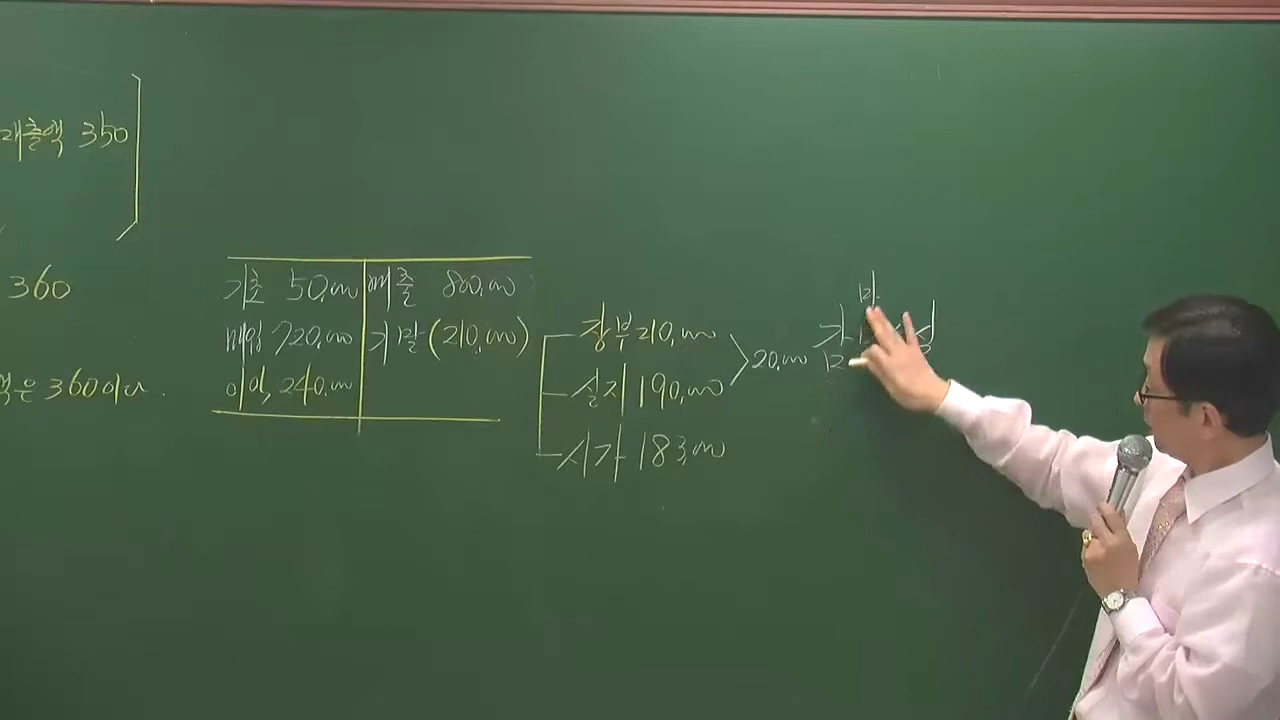 매출액 350
360
액은 360이다.
기초 50,000 매출 800,000
매입 720,000 기말 (210,000)
이익, 240,000
장부 210,000
실지 190,000
시가 183,000
20,000
12